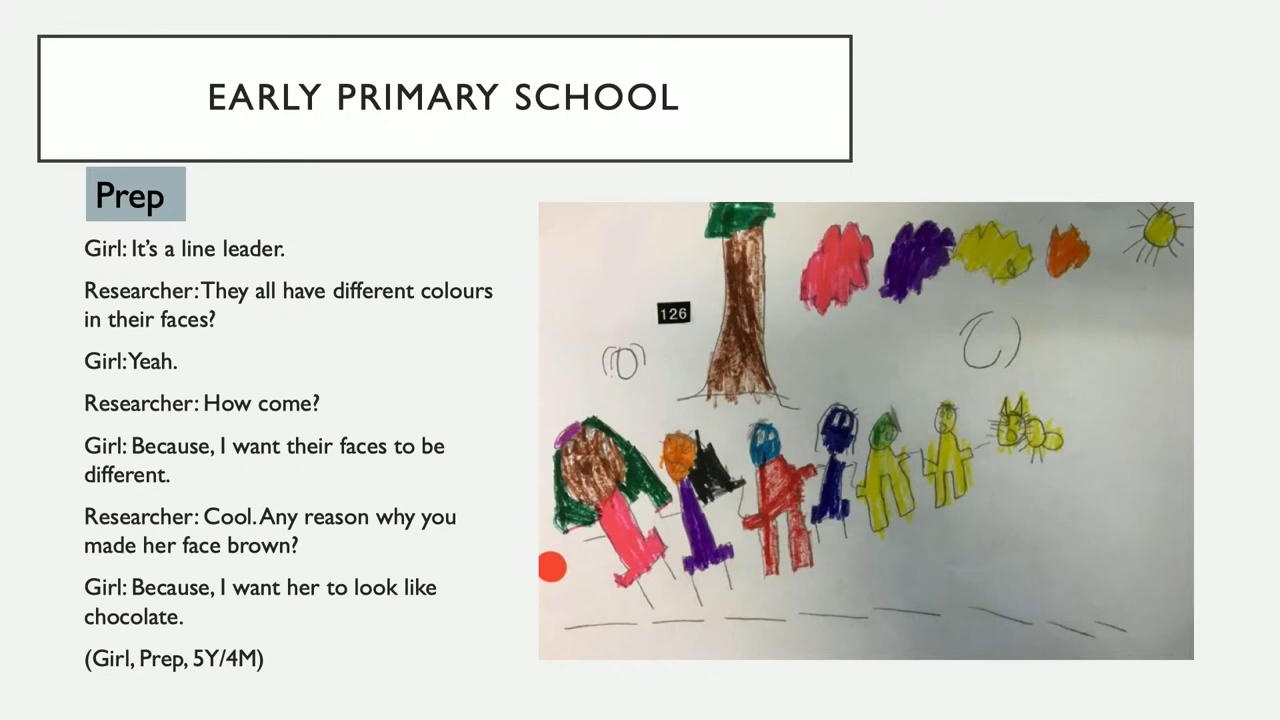 EARLY PRIMARY SCHOOL
Prep
Girl: It’s a line leader.
Researcher: They all have different colours
in their faces?
Girl: Yeah.
Researcher: How come?
Girl: Because, I want their faces to be
different.
Researcher: Cool. Any reason why you
made her face brown?
Girl: Because, I want her to look like
chocolate.
(Girl, Prep, 5Y/4M)
126